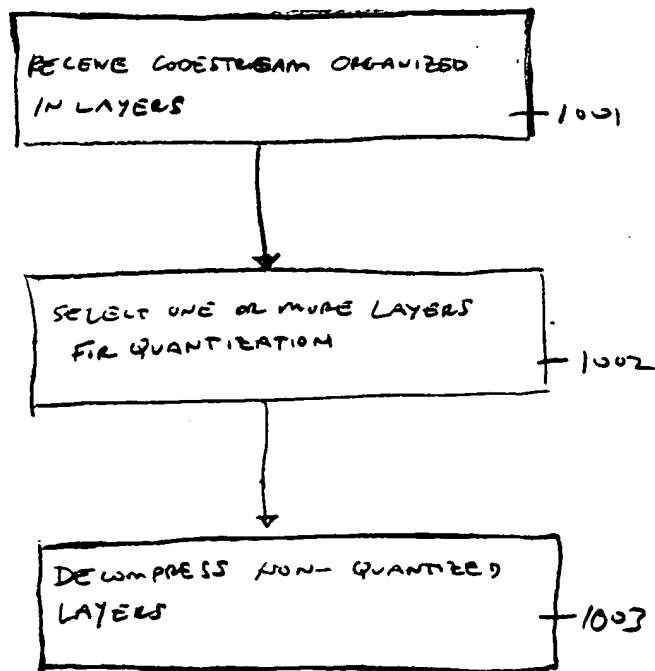 RECEIVE CODESTREAM ORGANIZED
IN LAYERS
1001
SELECT ONE OR MORE LAYERS
FOR QUANTIZATION
1002
DECOMPRESS NON-QUANTIZED
LAYERS
1003